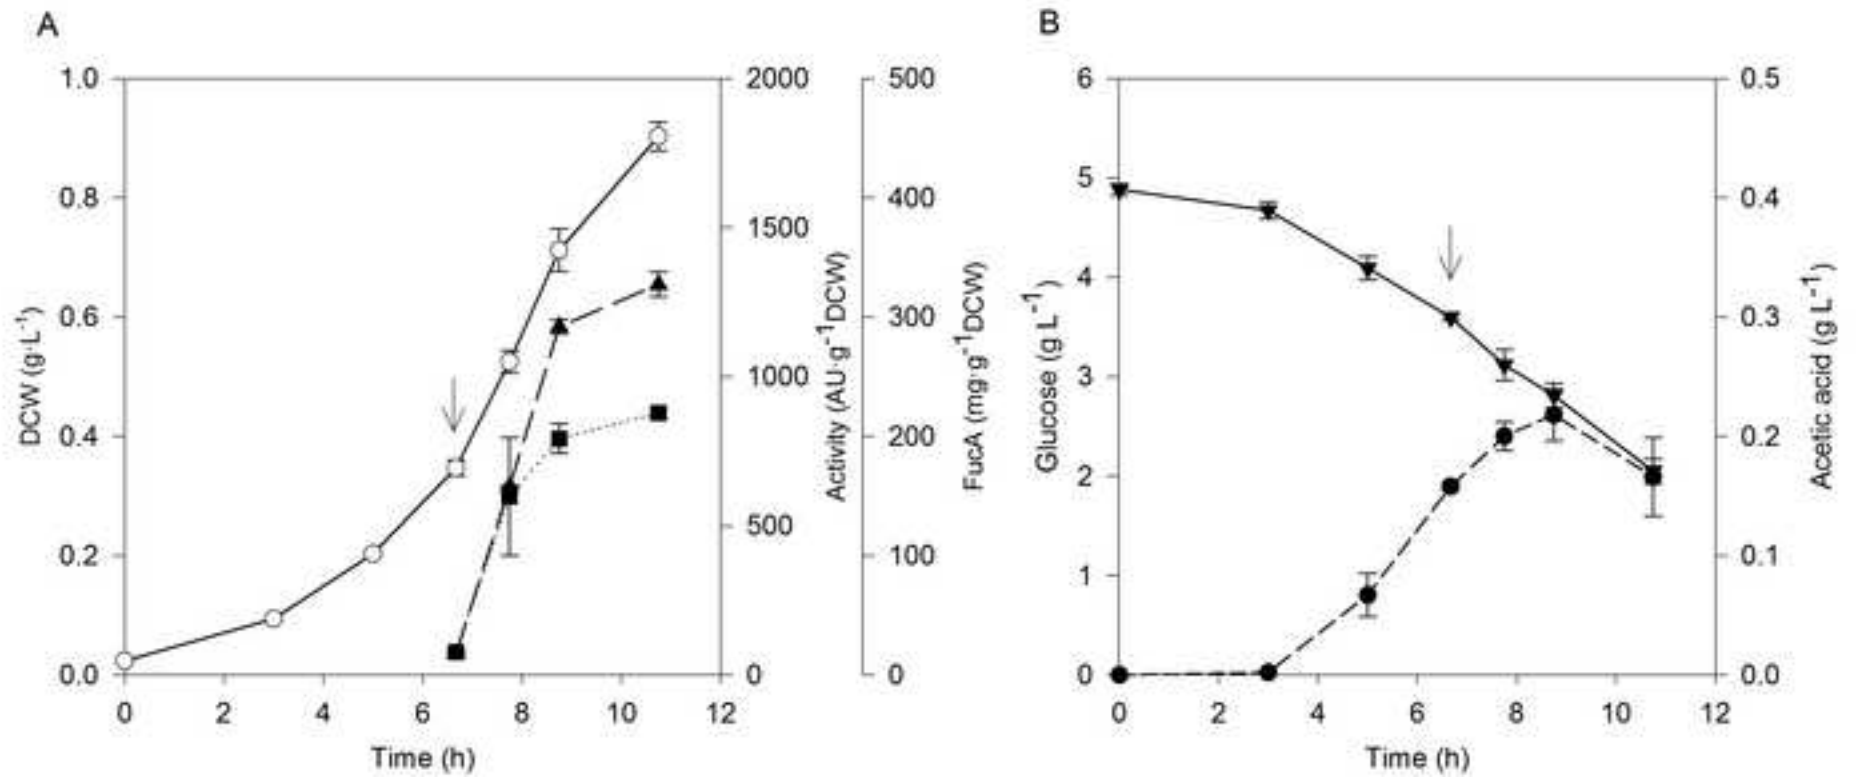 A
1.0
0.8
0.6
0.4
0.2
0.0
DCW (g·L⁻¹)
0 2 4 6 8 10 12
Time (h)
2000
1500
1000
500
0
Activity (AU·g⁻¹DCW)
500
400
300
200
100
0
FucA (mg·g⁻¹DCW)
B
6
5
4
3
2
1
0
Glucose (g L⁻¹)
0 2 4 6 8 10 12
Time (h)
0.5
0.4
0.3
0.2
0.1
0.0
Acetic acid (g L⁻¹)